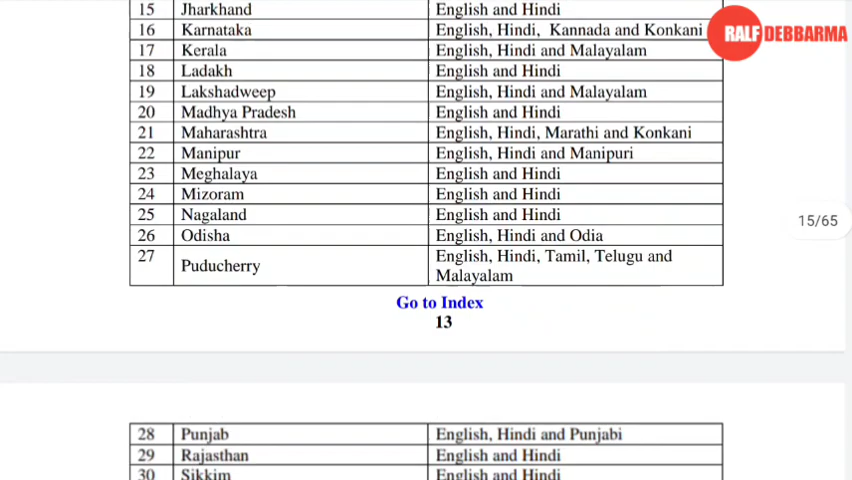 15 Jharkhand English and Hindi
16 Karnataka English, Hindi, Kannada and Konkani
RALF DEBBARMA
17 Kerala English, Hindi and Malayalam
18 Ladakh English and Hindi
19 Lakshadweep English, Hindi and Malayalam
20 Madhya Pradesh English and Hindi
21 Maharashtra English, Hindi, Marathi and Konkani
22 Manipur English, Hindi and Manipuri
23 Meghalaya English and Hindi
24 Mizoram English and Hindi
25 Nagaland English and Hindi
15/65
26 Odisha English, Hindi and Odia
27 Puducherry English, Hindi, Tamil, Telugu and
Malayalam
Go to Index
13
28 Punjab English, Hindi and Punjabi
29 Rajasthan English and Hindi
30 Sikkim English and Hindi